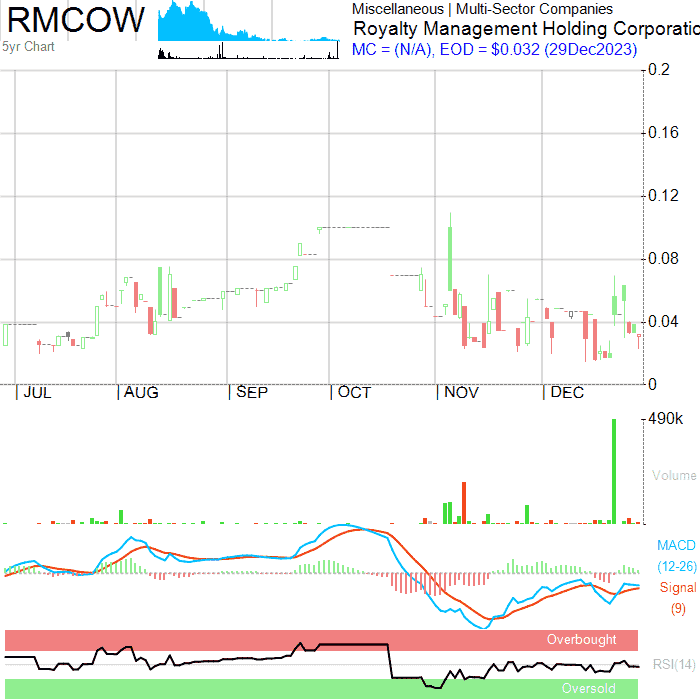 RMCOW
5yr Chart
Miscellaneous | Multi-Sector Companies
Royalty Management Holding Corporatio
MC = (N/A), EOD = $0.032 (29Dec2023)
0.2
0.16
0.12
0.08
0.04
0
JUL AUG SEP OCT NOV DEC
490k
Volume
MACD
(12-26)
Signal
(9)
Overbought
RSI(14)
Oversold